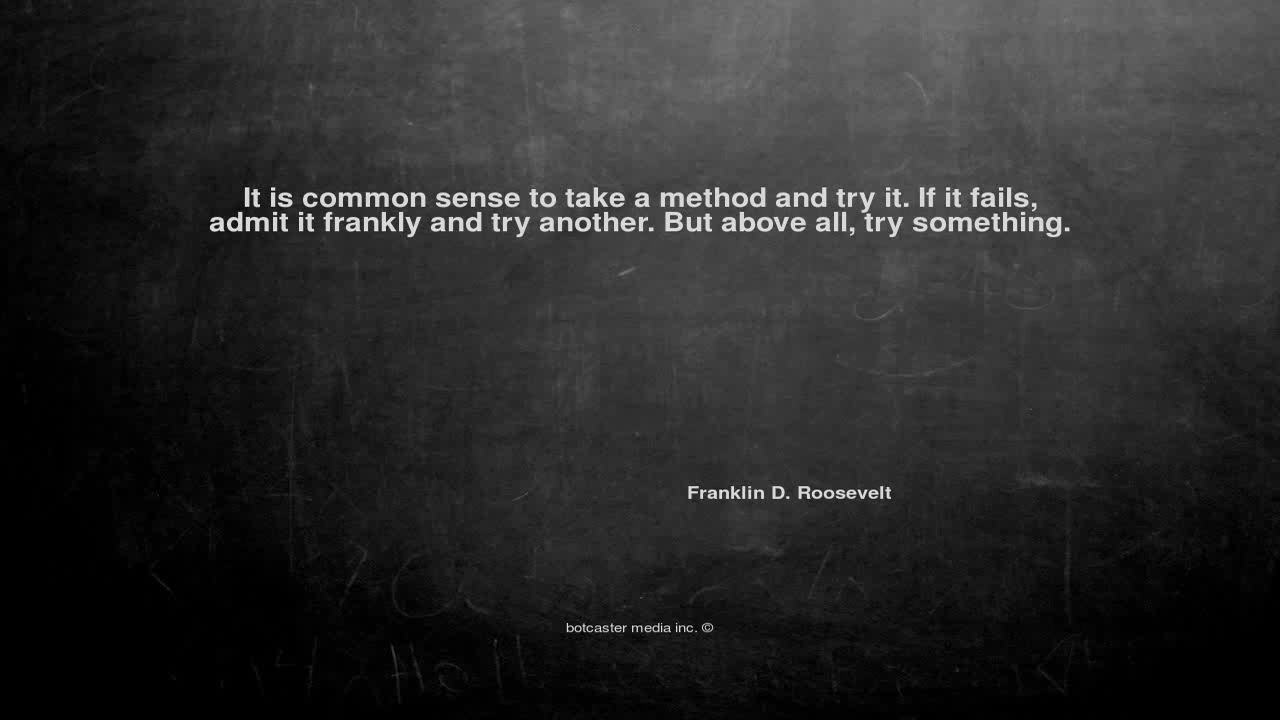 It is common sense to take a method and try it. If it fails,
admit it frankly and try another. But above all, try something.
Franklin D. Roosevelt
botcaster media inc. ©